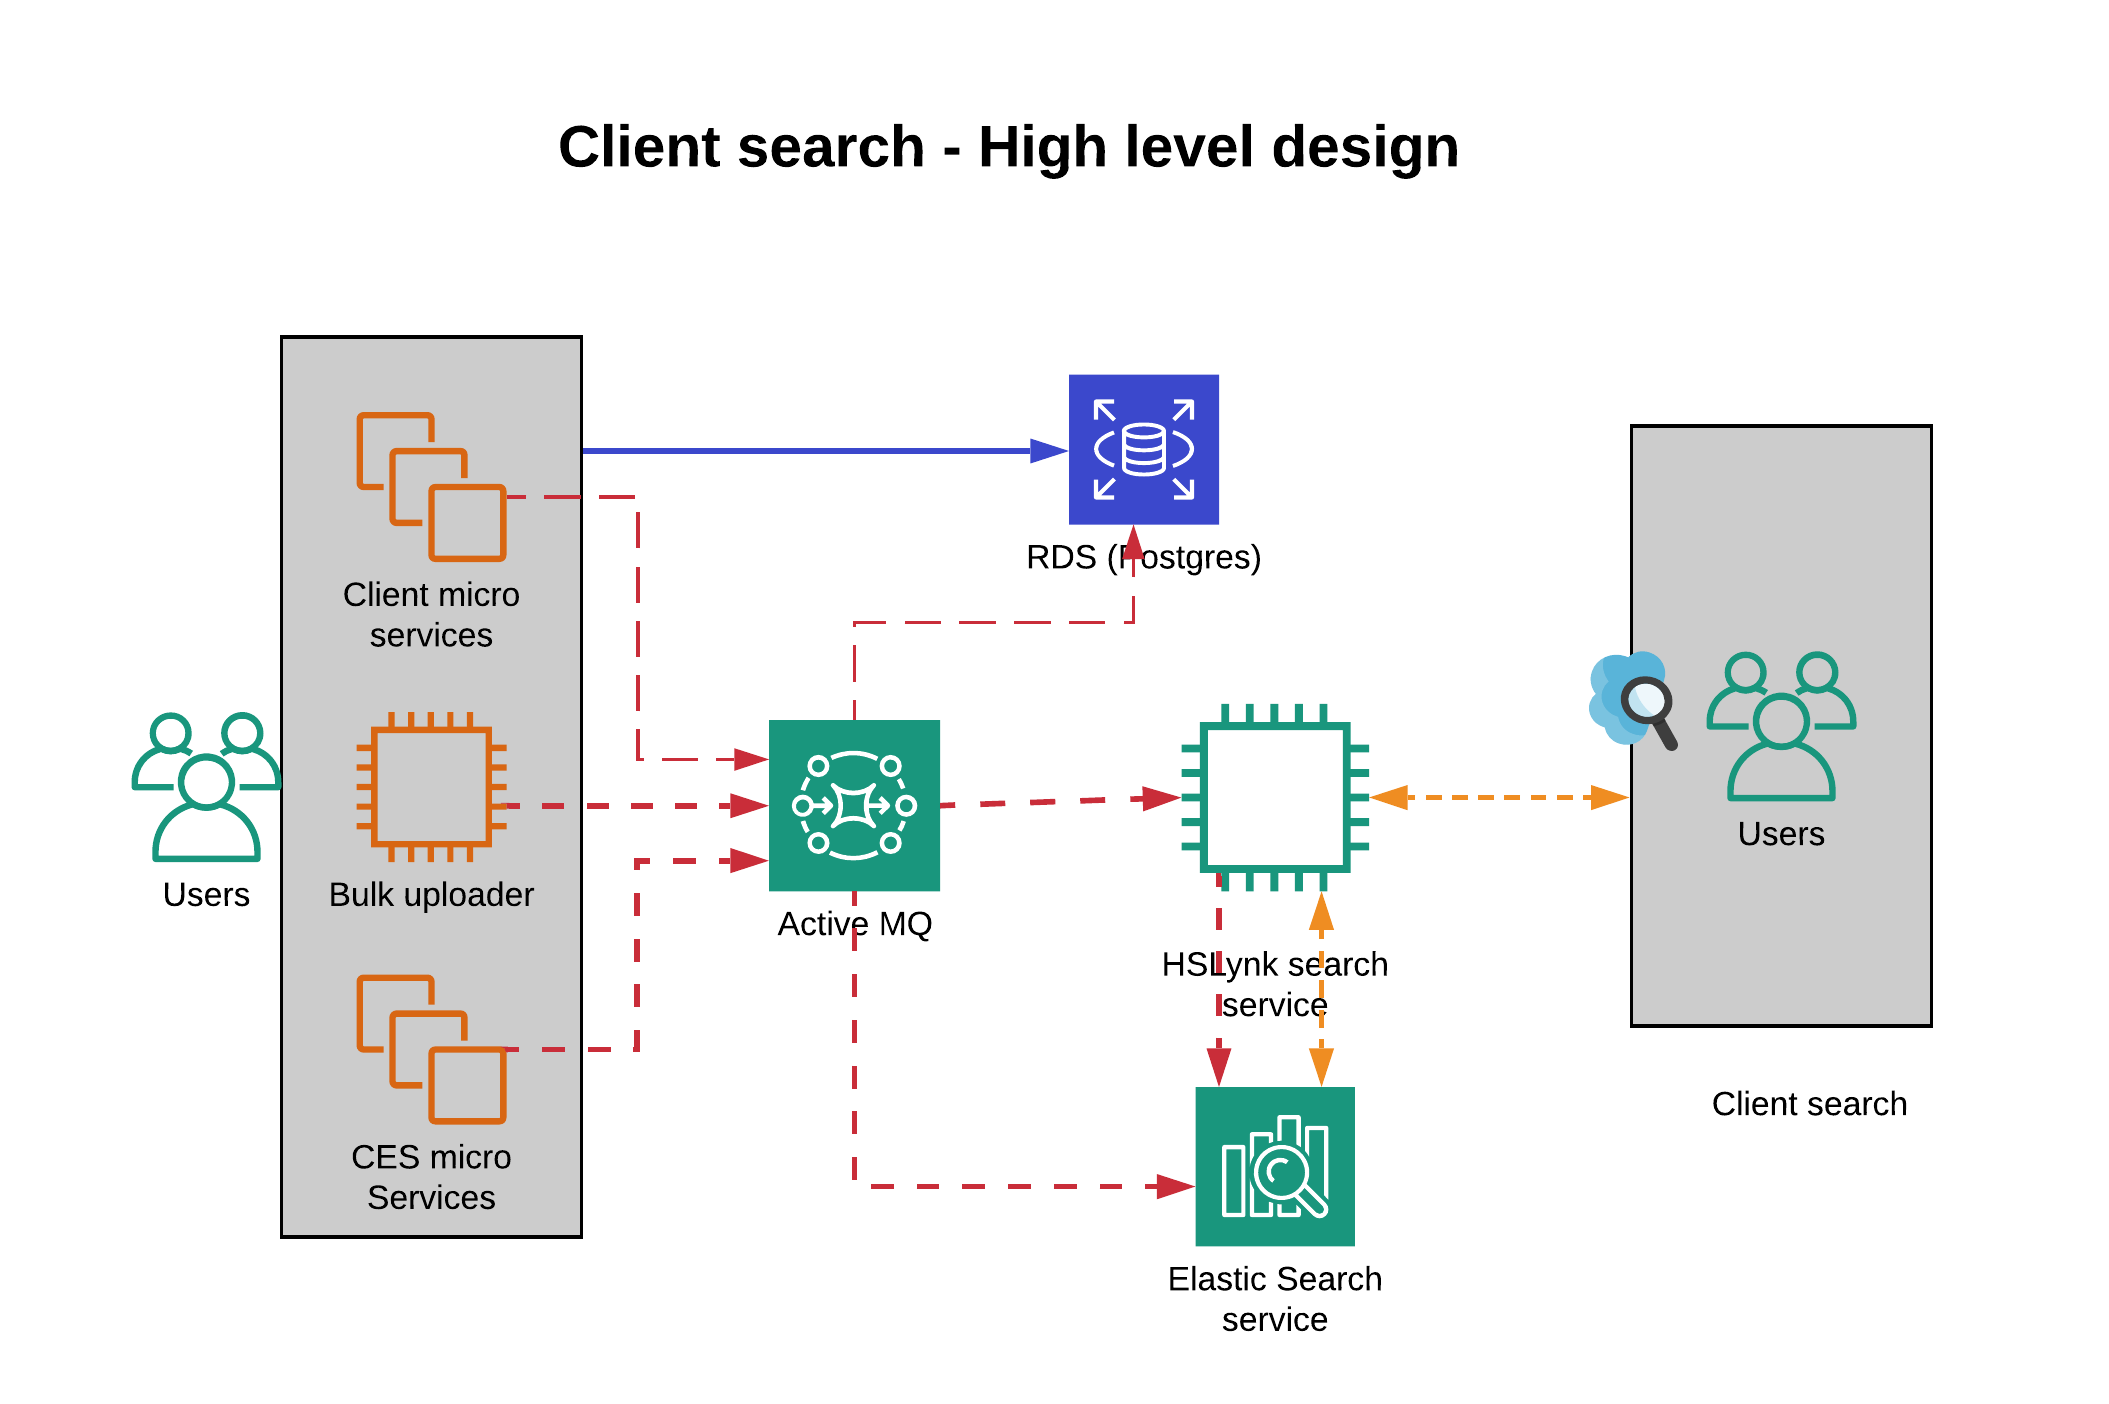 Client search - High level design
RDS (Postgres)
Client micro
services
Users
Bulk uploader
Active MQ
Users
HSLynk search
service
Client search
CES micro
Services
Elastic Search
service